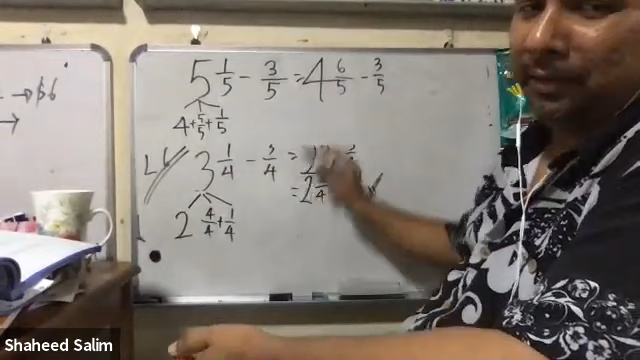 → $6
→
5 1/5 - 3/5 = 4 6/5 - 3/5
4 + 5/5 + 1/5
3 1/4 - 3/4 =
= 2
2 4/4 + 1/4
Shaheed Salim